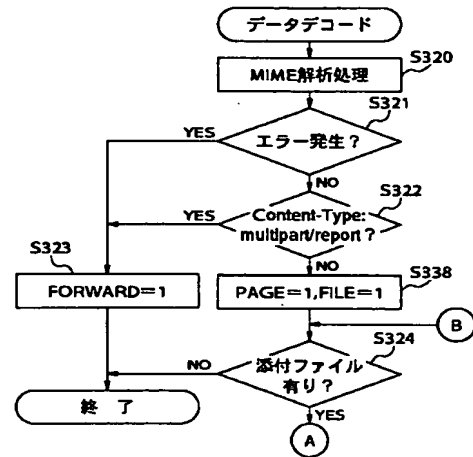 データデコード
S320
MIME解析処理
S321
エラー発生？
YES
NO
S322
Content-Type:
multipart/report？
YES
NO
S323
FORWARD=1
S338
PAGE=1,FILE=1
B
S324
添付ファイル
有り？
NO
YES
終 了
A